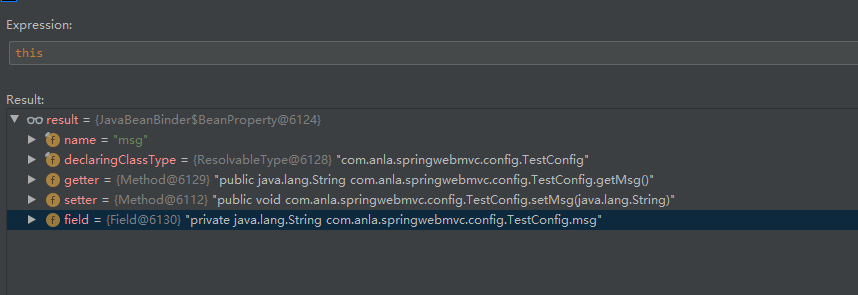 Expression:
this
Result:
result = {JavaBeanBinder$BeanProperty@6124}
name = "msg"
declaringClassType = {ResolvableType@6128} "com.anla.springwebmvc.config.TestConfig"
getter = {Method@6129} "public java.lang.String com.anla.springwebmvc.config.TestConfig.getMsg()"
setter = {Method@6112} "public void com.anla.springwebmvc.config.TestConfig.setMsg(java.lang.String)"
field = {Field@6130} "private java.lang.String com.anla.springwebmvc.config.TestConfig.msg"